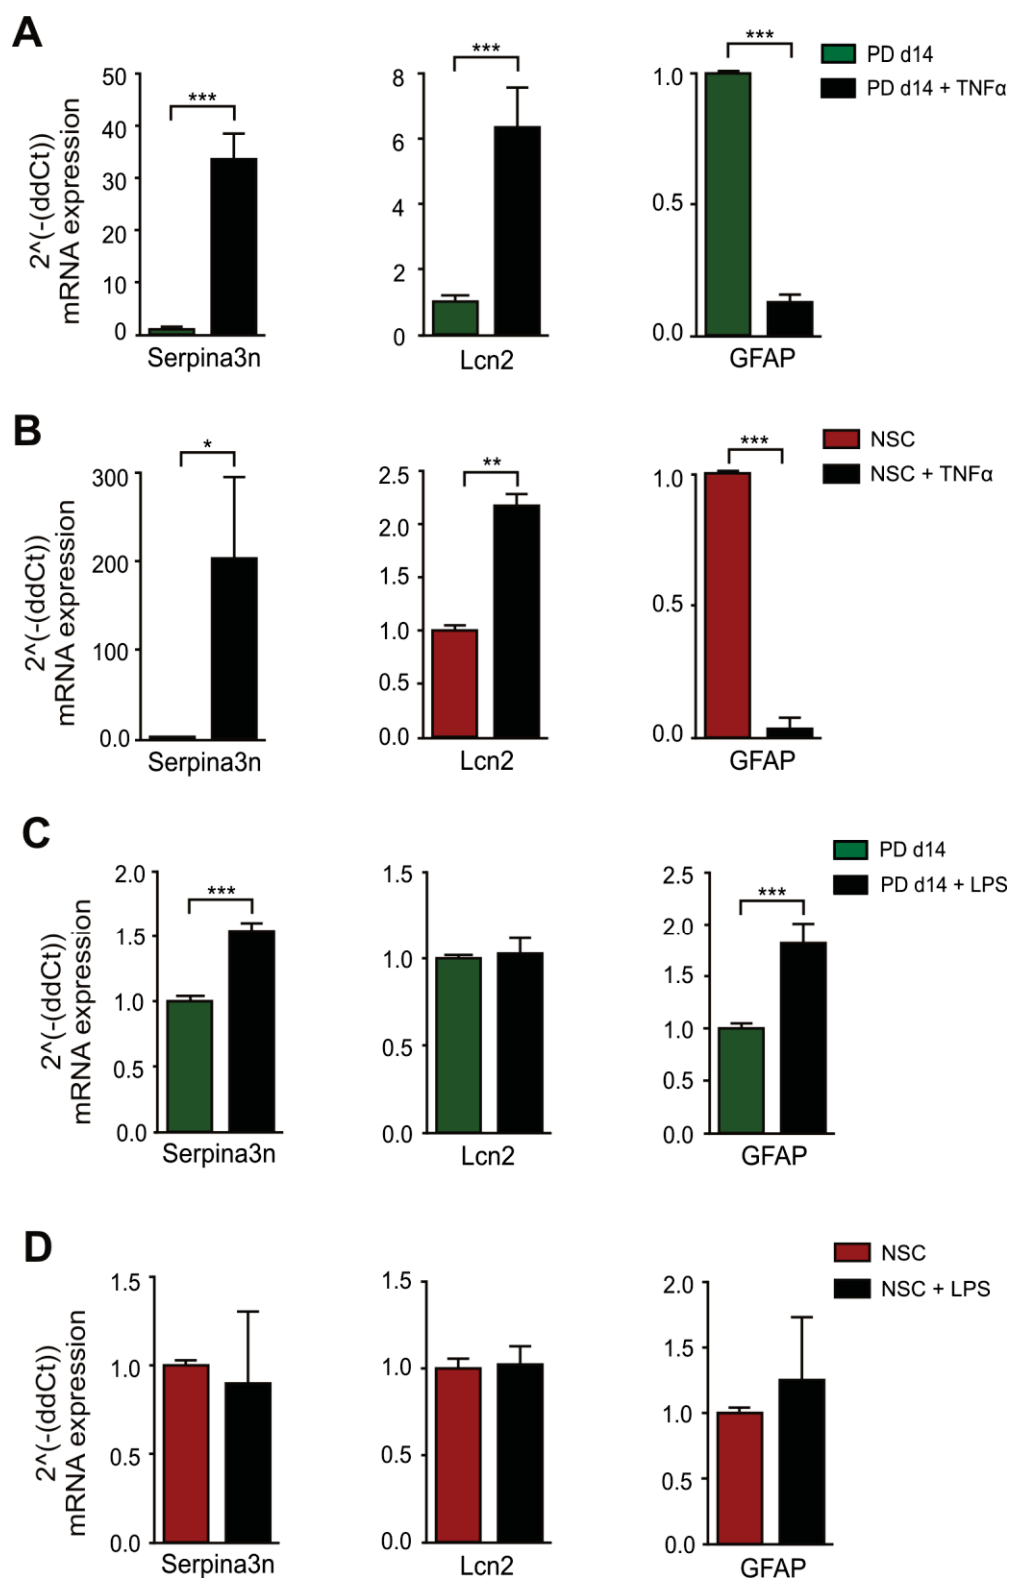 A
PD d14
PD d14 + TNFα
2^(-(ddCt))
mRNA expression
50
40
30
20
10
0
***
Serpina3n
8
6
4
2
0
***
Lcn2
1.0
0.5
0.0
***
GFAP
B
NSC
NSC + TNFα
2^(-(ddCt))
mRNA expression
300
200
100
0.0
*
Serpina3n
2.5
2.0
1.5
1.0
0.5
0.0
**
Lcn2
1.0
0.5
0.0
***
GFAP
C
PD d14
PD d14 + LPS
2^(-(ddCt))
mRNA expression
2.0
1.5
1.0
0.5
0.0
***
Serpina3n
1.5
1.0
0.5
0.0
Lcn2
2.5
2.0
1.5
1.0
0.5
0.0
***
GFAP
D
NSC
NSC + LPS
2^(-(ddCt))
mRNA expression
1.5
1.0
0.5
0.0
Serpina3n
1.5
1.0
0.5
0.0
Lcn2
2.0
1.5
1.0
0.5
0.0
GFAP